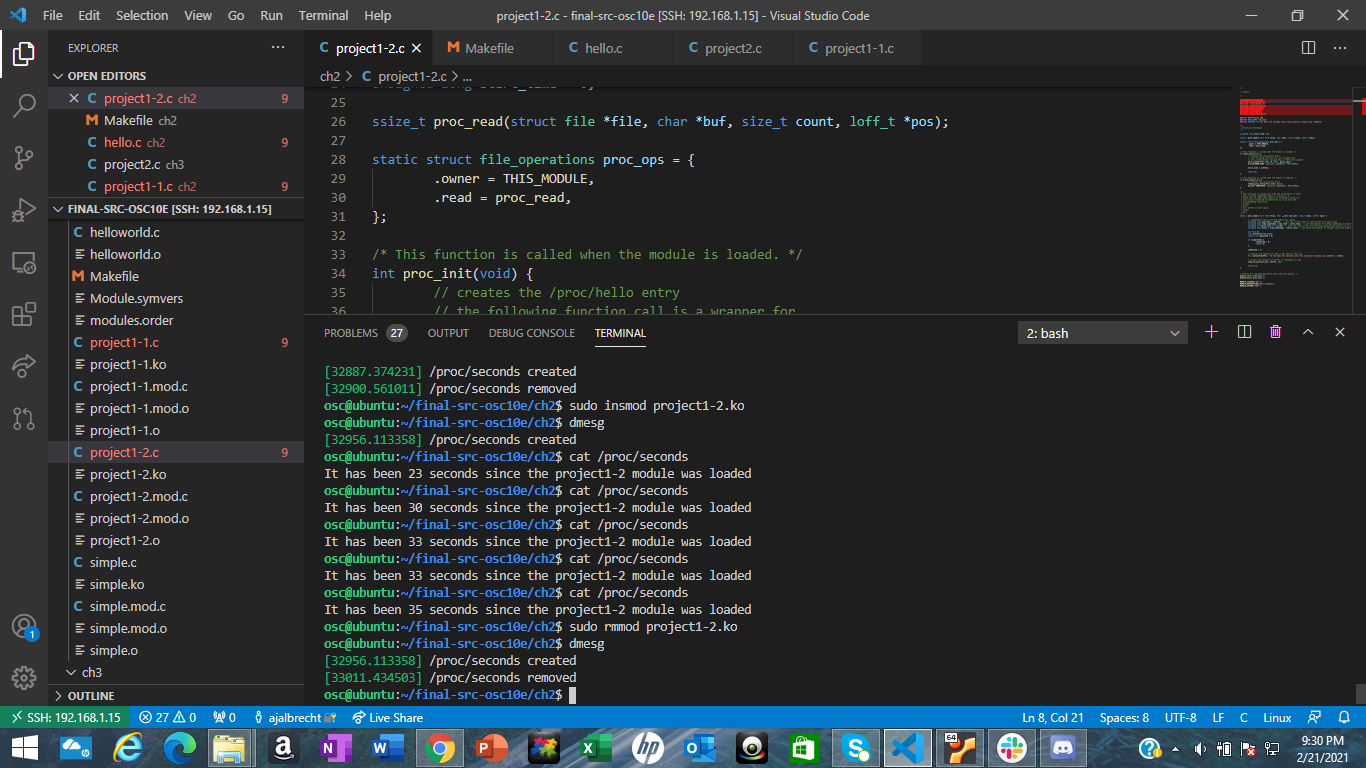 File Edit Selection View Go Run Terminal Help
project1-2.c - final-src-osc10e [SSH: 192.168.1.15] - Visual Studio Code
EXPLORER
OPEN EDITORS
project1-2.c ch2 9
Makefile ch2
hello.c ch2 9
project2.c ch3
project1-1.c ch2 9
FINAL-SRC-OSC10E [SSH: 192.168.1.15]
helloworld.c
helloworld.o
Makefile
Module.symvers
modules.order
project1-1.c 9
project1-1.ko
project1-1.mod.c
project1-1.mod.o
project1-1.o
project1-2.c 9
project1-2.ko
project1-2.mod.c
project1-2.mod.o
project1-2.o
simple.c
simple.ko
simple.mod.c
simple.mod.o
simple.o
ch3
OUTLINE
project1-2.c Makefile hello.c project2.c project1-1.c
ch2 > C project1-2.c > ...
25
26 ssize_t proc_read(struct file *file, char *buf, size_t count, loff_t *pos);
27
28 static struct file_operations proc_ops = {
29 .owner = THIS_MODULE,
30 .read = proc_read,
31 };
32
33 /* This function is called when the module is loaded. */
34 int proc_init(void) {
35 // creates the /proc/hello entry
36 // the following function call is a wrapper for
PROBLEMS 27 OUTPUT DEBUG CONSOLE TERMINAL
2: bash
[32887.374231] /proc/seconds created
[32900.561011] /proc/seconds removed
osc@ubuntu:~/final-src-osc10e/ch2$ sudo insmod project1-2.ko
osc@ubuntu:~/final-src-osc10e/ch2$ dmesg
[32956.113358] /proc/seconds created
osc@ubuntu:~/final-src-osc10e/ch2$ cat /proc/seconds
It has been 23 seconds since the project1-2 module was loaded
osc@ubuntu:~/final-src-osc10e/ch2$ cat /proc/seconds
It has been 30 seconds since the project1-2 module was loaded
osc@ubuntu:~/final-src-osc10e/ch2$ cat /proc/seconds
It has been 33 seconds since the project1-2 module was loaded
osc@ubuntu:~/final-src-osc10e/ch2$ cat /proc/seconds
It has been 33 seconds since the project1-2 module was loaded
osc@ubuntu:~/final-src-osc10e/ch2$ cat /proc/seconds
It has been 35 seconds since the project1-2 module was loaded
osc@ubuntu:~/final-src-osc10e/ch2$ sudo rmmod project1-2.ko
osc@ubuntu:~/final-src-osc10e/ch2$ dmesg
[32956.113358] /proc/seconds created
[33011.434503] /proc/seconds removed
osc@ubuntu:~/final-src-osc10e/ch2$
1
SSH: 192.168.1.15 27 0 0 ajalbrecht Live Share
Ln 8, Col 21 Spaces: 8 UTF-8 LF C Linux
9:30 PM
2/21/2021